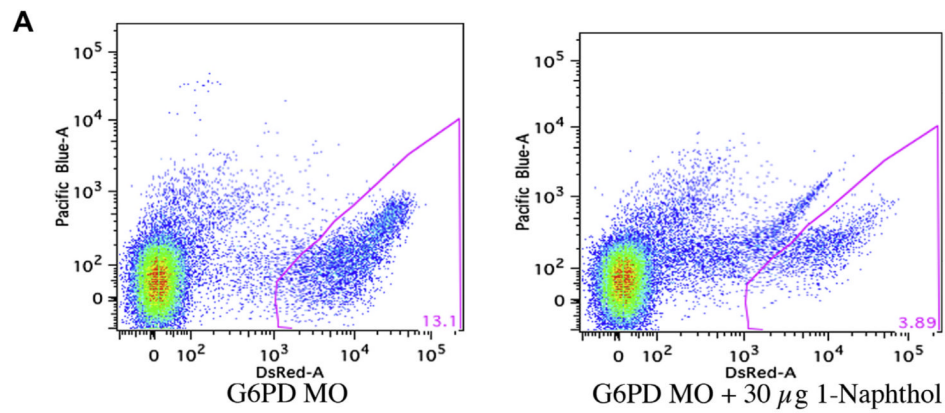 A
10⁵
10⁴
10³
10²
0
Pacific Blue-A
13.1
0 10² 10³ 10⁴ 10⁵
DsRed-A
G6PD MO
10⁵
10⁴
10³
10²
0
Pacific Blue-A
3.89
0 10² 10³ 10⁴ 10⁵
DsRed-A
G6PD MO + 30 µg 1-Naphthol